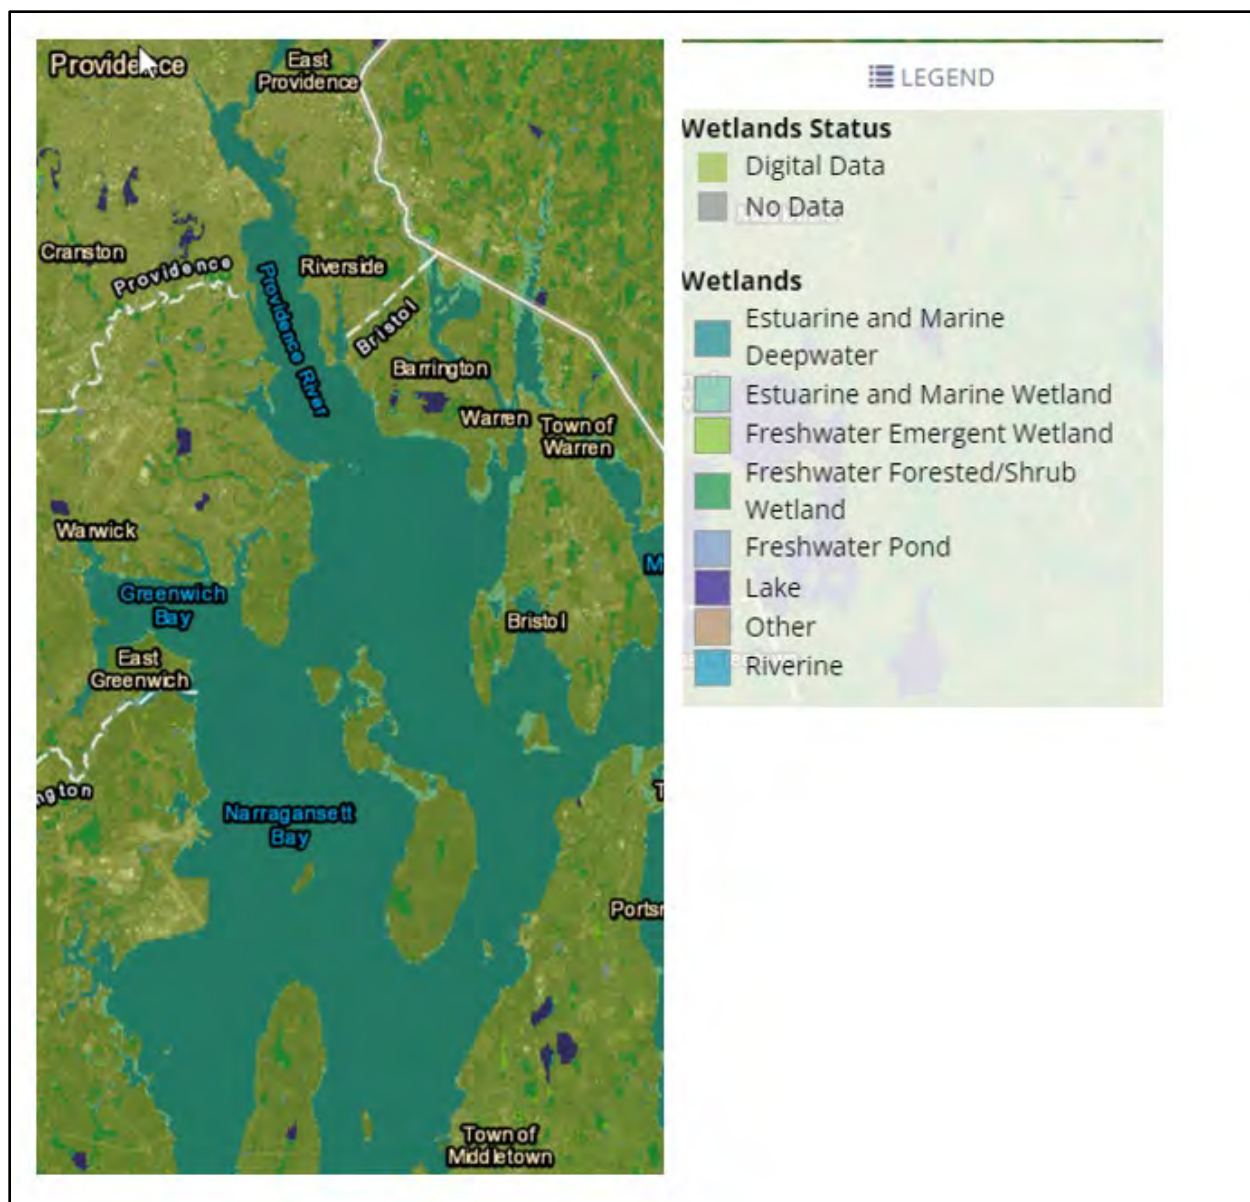 Providence
East
Providence
Cranston
Providence
Riverside
Providence River
Bristol
Barrington
Warren
Town of
Warren
Warwick
Greenwich
Bay
Bristol
East
Greenwich
Narragansett
Bay
Town of
Middletown
LEGEND
Wetlands Status
Digital Data
No Data
Wetlands
Estuarine and Marine
Deepwater
Estuarine and Marine Wetland
Freshwater Emergent Wetland
Freshwater Forested/Shrub
Wetland
Freshwater Pond
Lake
Other
Riverine